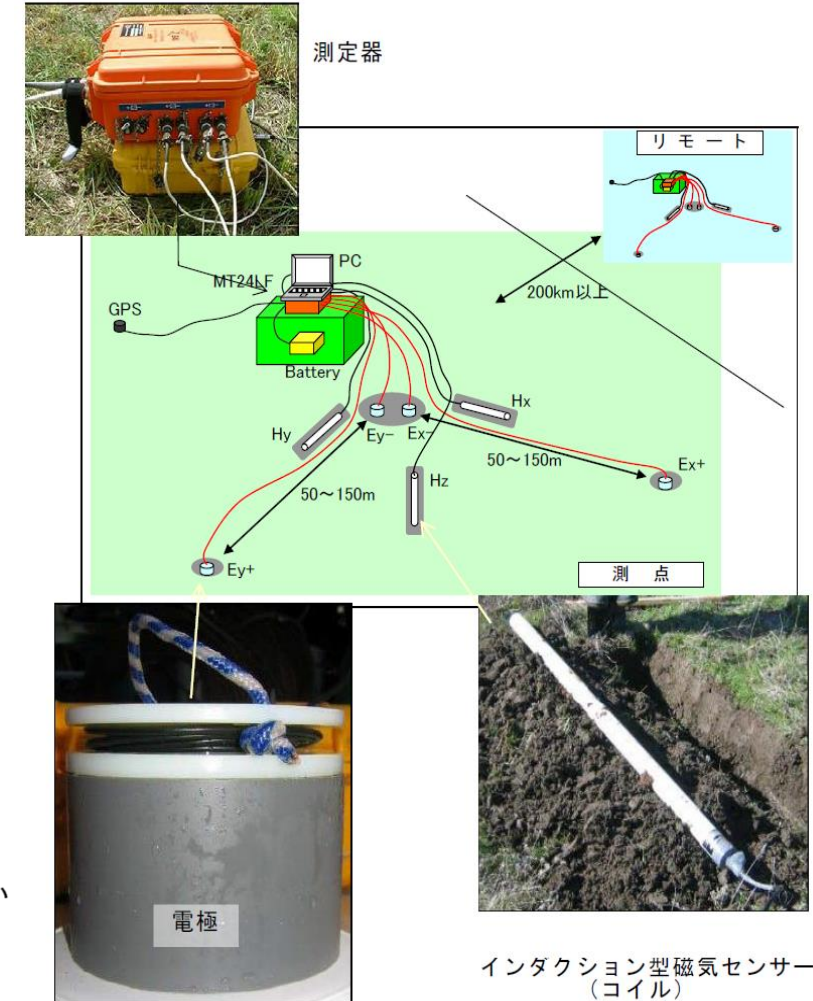 測定器
リモート
PC
MT24LF
GPS
200km以上
Battery
Hx
Hy
Ey−
Ex−
50～150m
Ex+
Hz
50～150m
Ey+
測 点
い
電極
インダクション型磁気センサー
（コイル）